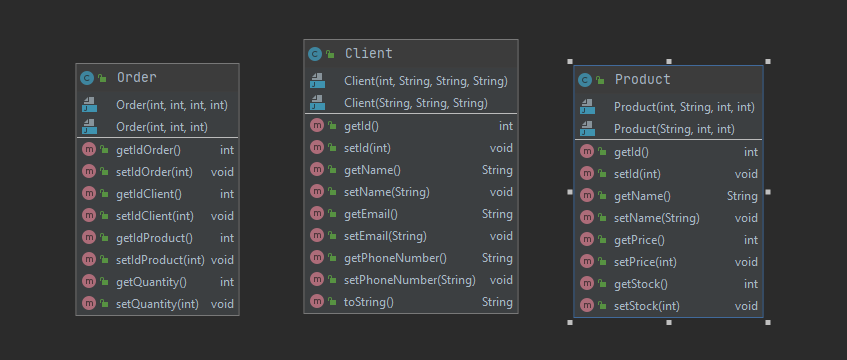 Order
Order(int, int, int, int)
Order(int, int, int)
getIdOrder() int
setIdOrder(int) void
getIdClient() int
setIdClient(int) void
getIdProduct() int
setIdProduct(int) void
getQuantity() int
setQuantity(int) void
Client
Client(int, String, String, String)
Client(String, String, String)
getId() int
setId(int) void
getName() String
setName(String) void
getEmail() String
setEmail(String) void
getPhoneNumber() String
setPhoneNumber(String) void
toString() String
Product
Product(int, String, int, int)
Product(String, int, int)
getId() int
setId(int) void
getName() String
setName(String) void
getPrice() int
setPrice(int) void
getStock() int
setStock(int) void